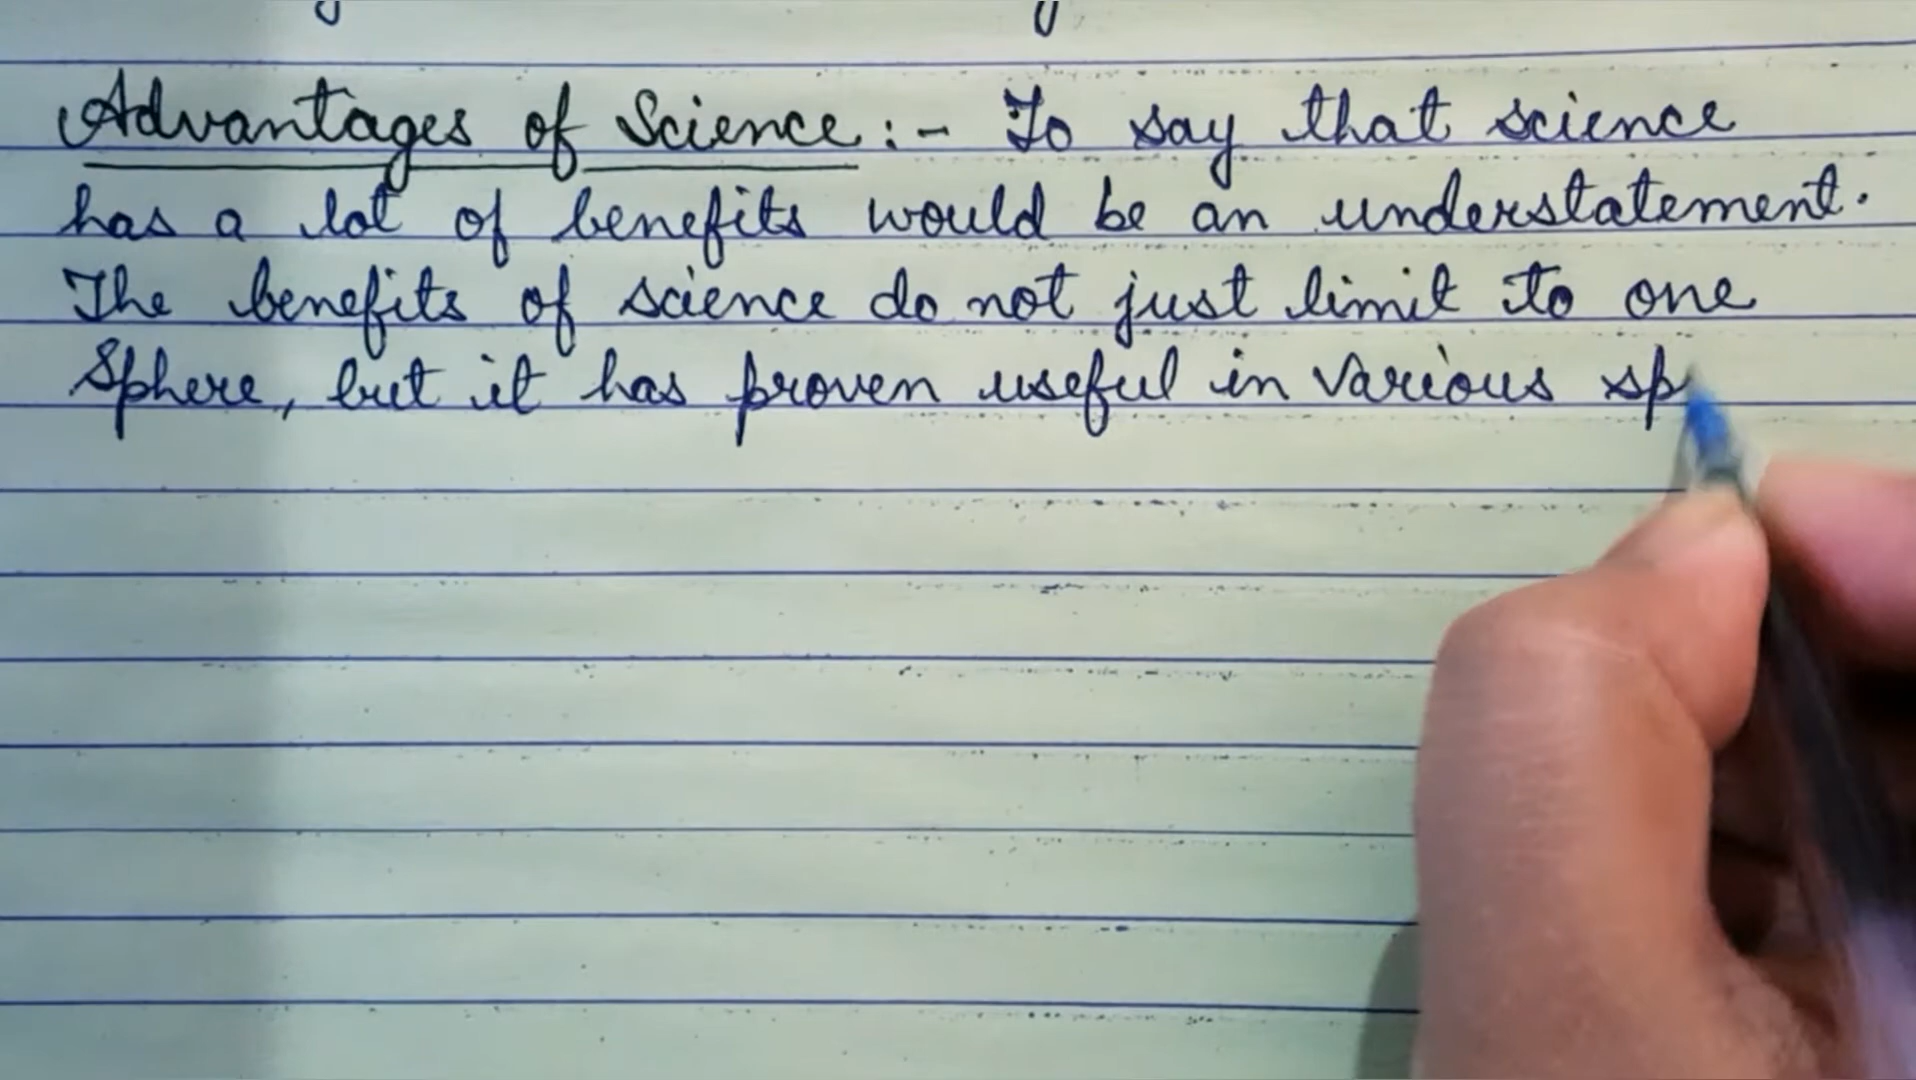 Advantages of Science :- To say that science
has a lot of benefits would be an understatement.
The benefits of science do not just limit to one
Sphere, but it has proven useful in various sp